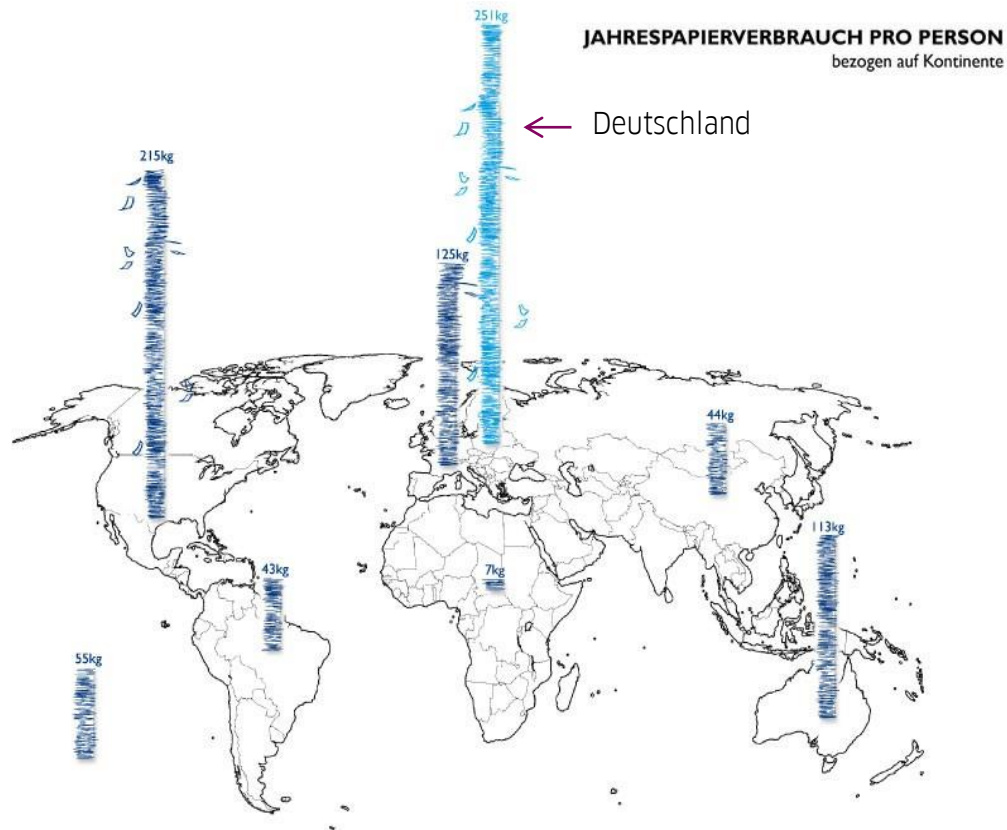 251kg
JAHRESPAPIERVERBRAUCH PRO PERSON
bezogen auf Kontinente
Deutschland
215kg
125kg
44kg
113kg
43kg
7kg
55kg